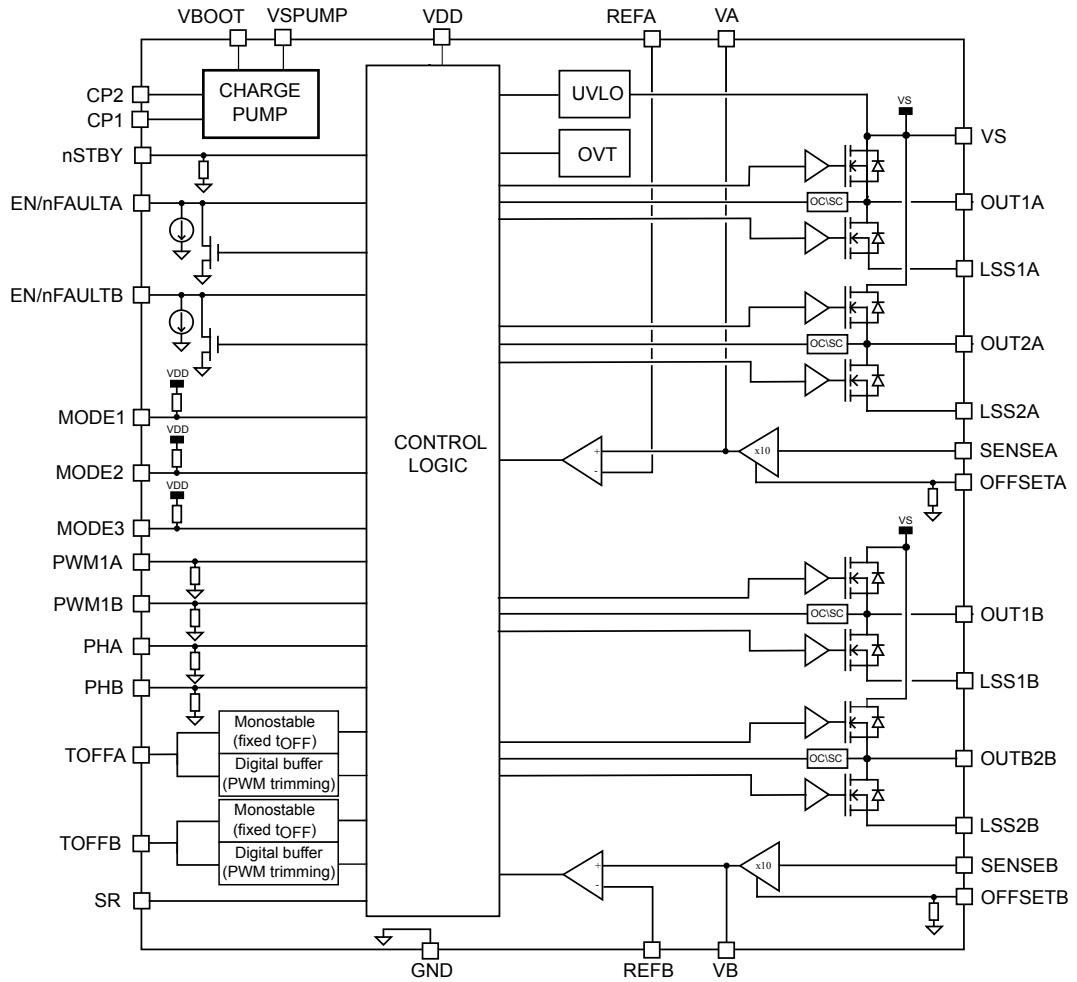 VBOOT VSPUMP VDD REFA VA
CP2
CP1
CHARGE
PUMP
nSTBY
EN/nFAULTA
EN/nFAULTB
VDD
MODE1
VDD
MODE2
VDD
MODE3
PWM1A
PWM1B
PHA
PHB
TOFFA
Monostable
(fixed tOFF)
Digital buffer
(PWM trimming)
TOFFB
Monostable
(fixed tOFF)
Digital buffer
(PWM trimming)
SR
CONTROL
LOGIC
UVLO
OVT
VS
VS
OC\SC
OUT1A
LSS1A
OC\SC
OUT2A
LSS2A
+
-
x10
SENSEA
OFFSETA
VS
OC\SC
OUT1B
LSS1B
OC\SC
OUTB2B
LSS2B
+
-
x10
SENSEB
OFFSETB
GND REFB VB